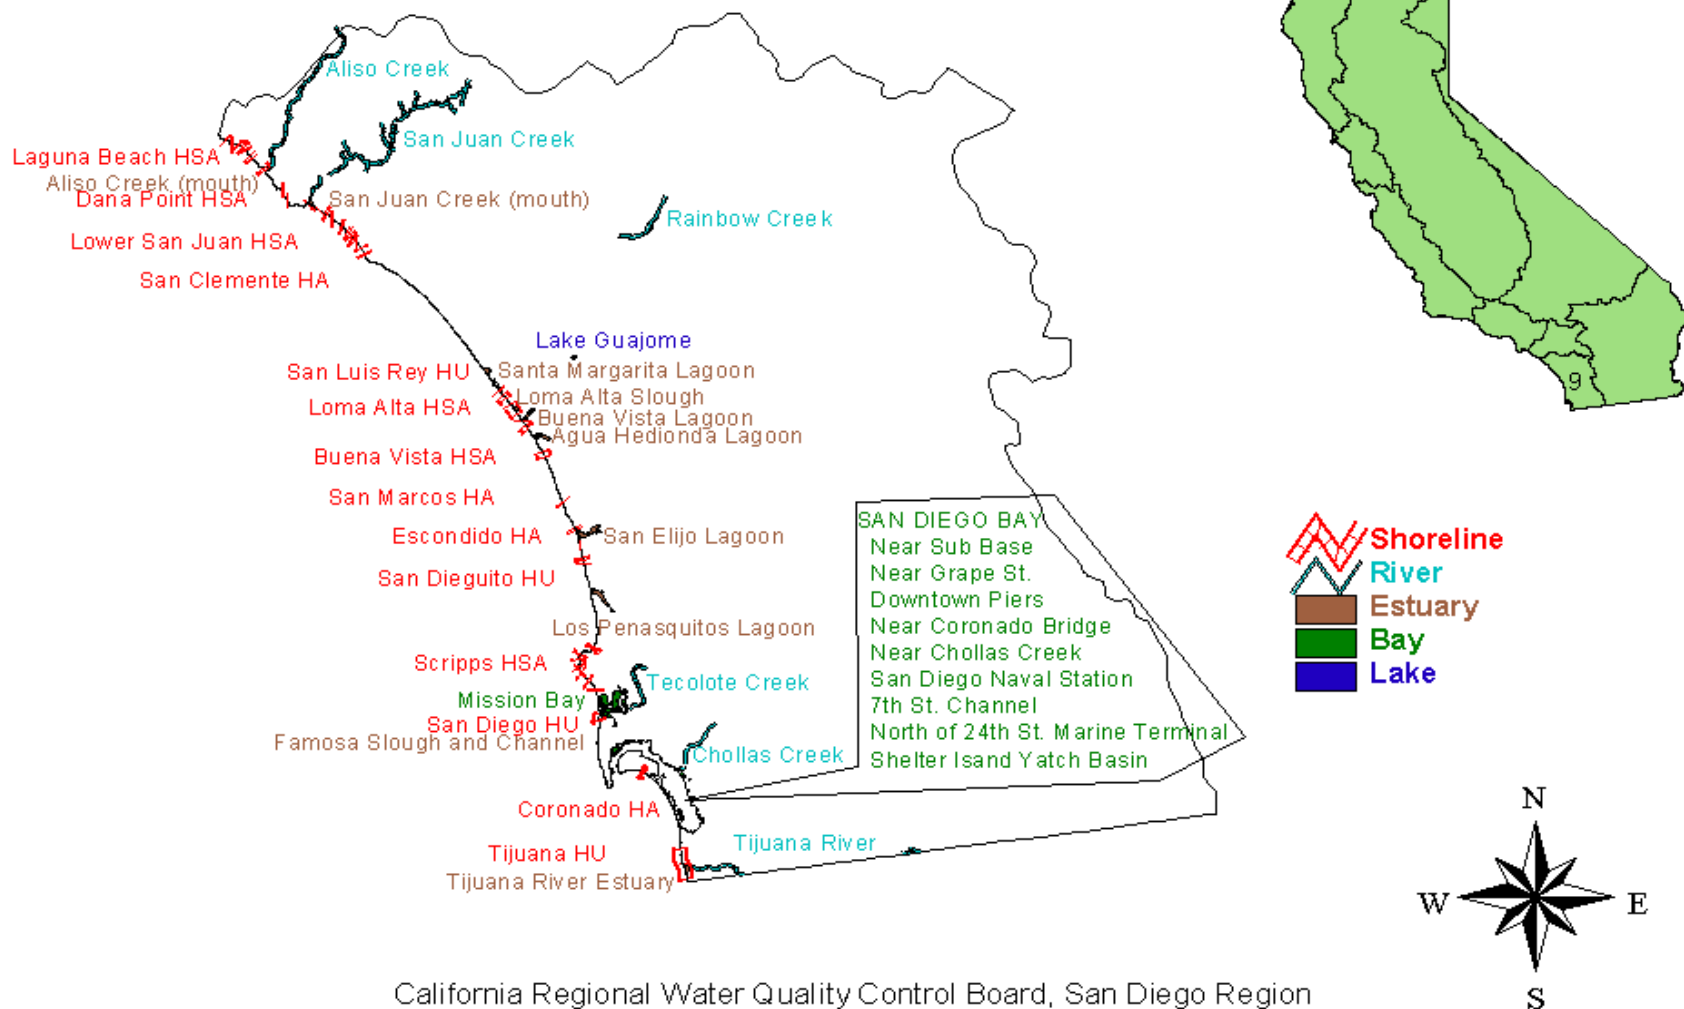 Aliso Creek
San Juan Creek
Laguna Beach HSA
Aliso Creek (mouth)
Dana Point HSA
San Juan Creek (mouth)
Rainbow Creek
Lower San Juan HSA
San Clemente HA
Lake Guajome
San Luis Rey HU
Santa Margarita Lagoon
Loma Alta Slough
Loma Alta HSA
Buena Vista Lagoon
Agua Hedionda Lagoon
Buena Vista HSA
San Marcos HA
Escondido HA
San Elijo Lagoon
San Dieguito HU
Los Penasquitos Lagoon
Scripps HSA
Tecolote Creek
Mission Bay
San Diego HU
Famosa Slough and Channel
Chollas Creek
Coronado HA
Tijuana River
Tijuana HU
Tijuana River Estuary
SAN DIEGO BAY
Near Sub Base
Near Grape St.
Downtown Piers
Near Coronado Bridge
Near Chollas Creek
San Diego Naval Station
7th St. Channel
North of 24th St. Marine Terminal
Shelter Isand Yatch Basin
9
Shoreline
River
Estuary
Bay
Lake
N
W
E
S
California Regional Water Quality Control Board, San Diego Region